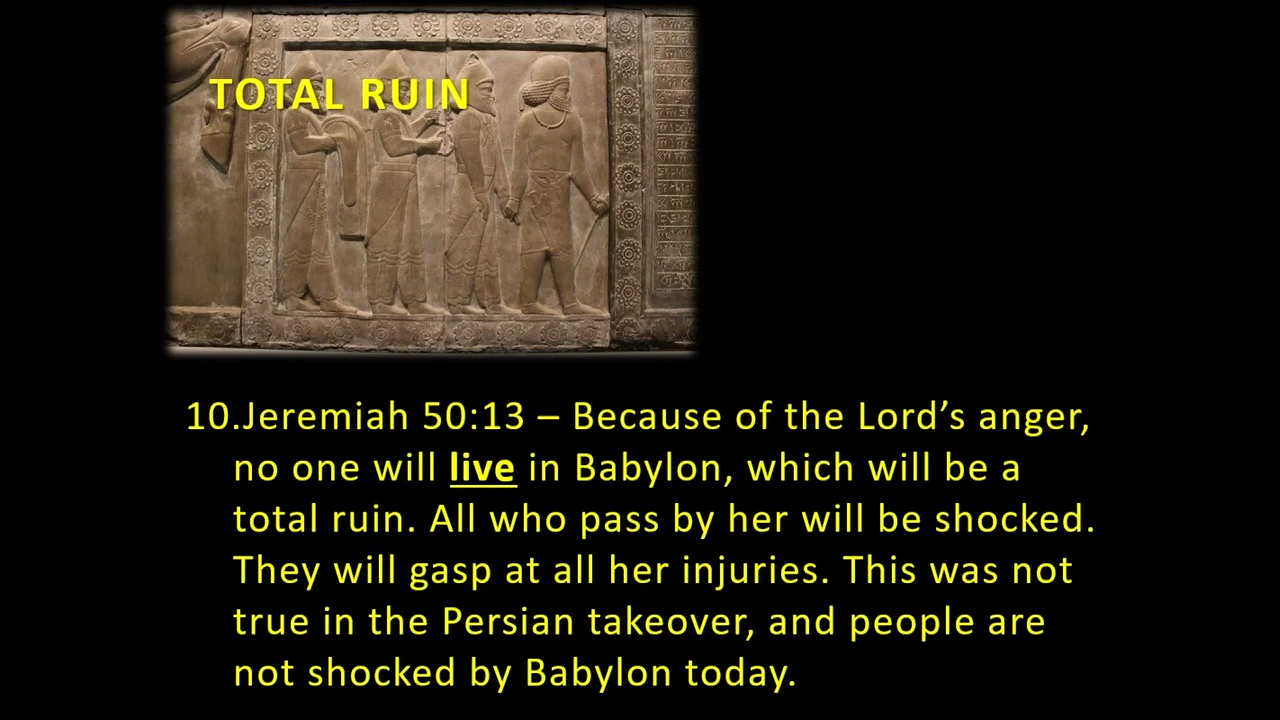 TOTAL RUIN
10.Jeremiah 50:13 – Because of the Lord’s anger,
no one will live in Babylon, which will be a
total ruin. All who pass by her will be shocked.
They will gasp at all her injuries. This was not
true in the Persian takeover, and people are
not shocked by Babylon today.